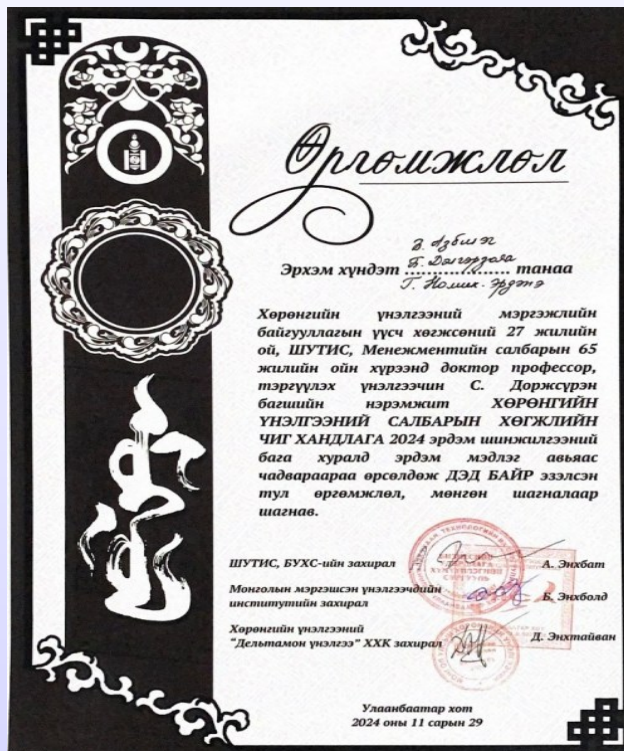 Өргөмжлөл
Б. Дэлгэрзаяа
Эрхэм хүндэт .................... танаа
Г. Номин-Эрдэнэ
Хөрөнгийн үнэлгээний мэргэжлийн
байгууллагын үүсч хөгжсөний 27 жилийн
ой, ШУТИС, Менежментийн салбарын 65
жилийн ойн хүрээнд доктор профессор,
тэргүүлэх үнэлгээчин С. Доржсүрэн
багшийн нэрэмжит ХӨРӨНГИЙН
ҮНЭЛГЭЭНИЙ САЛБАРЫН ХӨГЖЛИЙН
ЧИГ ХАНДЛАГА 2024 эрдэм шинжилгээний
бага хуралд эрдэм мэдлэг авьяас
чадвараараа өрсөлдөж ДЭД БАЙР эзэлсэн
тул өргөмжлөл, мөнгөн шагналаар
шагнав.
ШУТИС, БУХС-ийн захирал А. Энхбат
Монголын мэргэшсэн үнэлгээчдийн
институтийн захирал Б. Энхболд
Хөрөнгийн үнэлгээний
“Дельтамон үнэлгээ” ХХК захирал Д. Энхтайван
Улаанбаатар хот
2024 оны 11 сарын 29